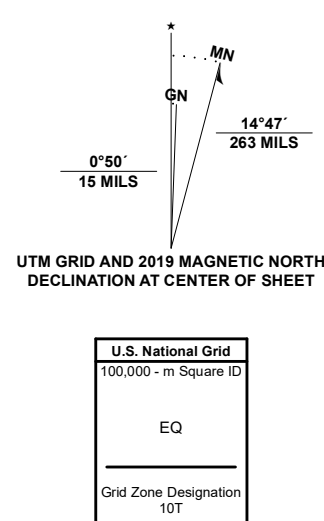 ★
MN
GN
14°47´
263 MILS
0°50´
15 MILS
UTM GRID AND 2019 MAGNETIC NORTH
DECLINATION AT CENTER OF SHEET
U.S. National Grid
100,000 - m Square ID
EQ
Grid Zone Designation
10T